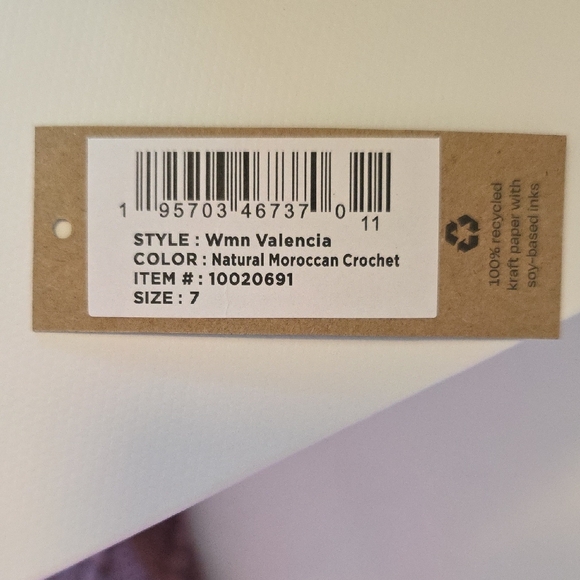 1 95703 46737 0
11
STYLE : Wmn Valencia
COLOR : Natural Moroccan Crochet
ITEM # : 10020691
SIZE : 7
100% recycled
kraft paper with
soy-based inks